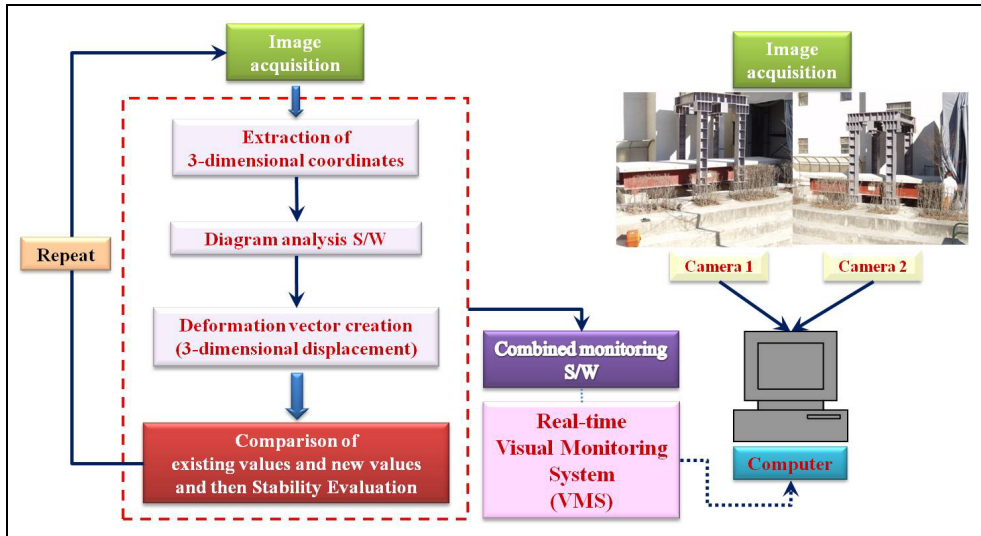 Image
acquisition
Extraction of
3-dimensional coordinates
Diagram analysis S/W
Deformation vector creation
(3-dimensional displacement)
Comparison of
existing values and new values
and then Stability Evaluation
Repeat
Combined monitoring
S/W
Real-time
Visual Monitoring
System
(VMS)
Image
acquisition
Camera 1
Camera 2
Computer